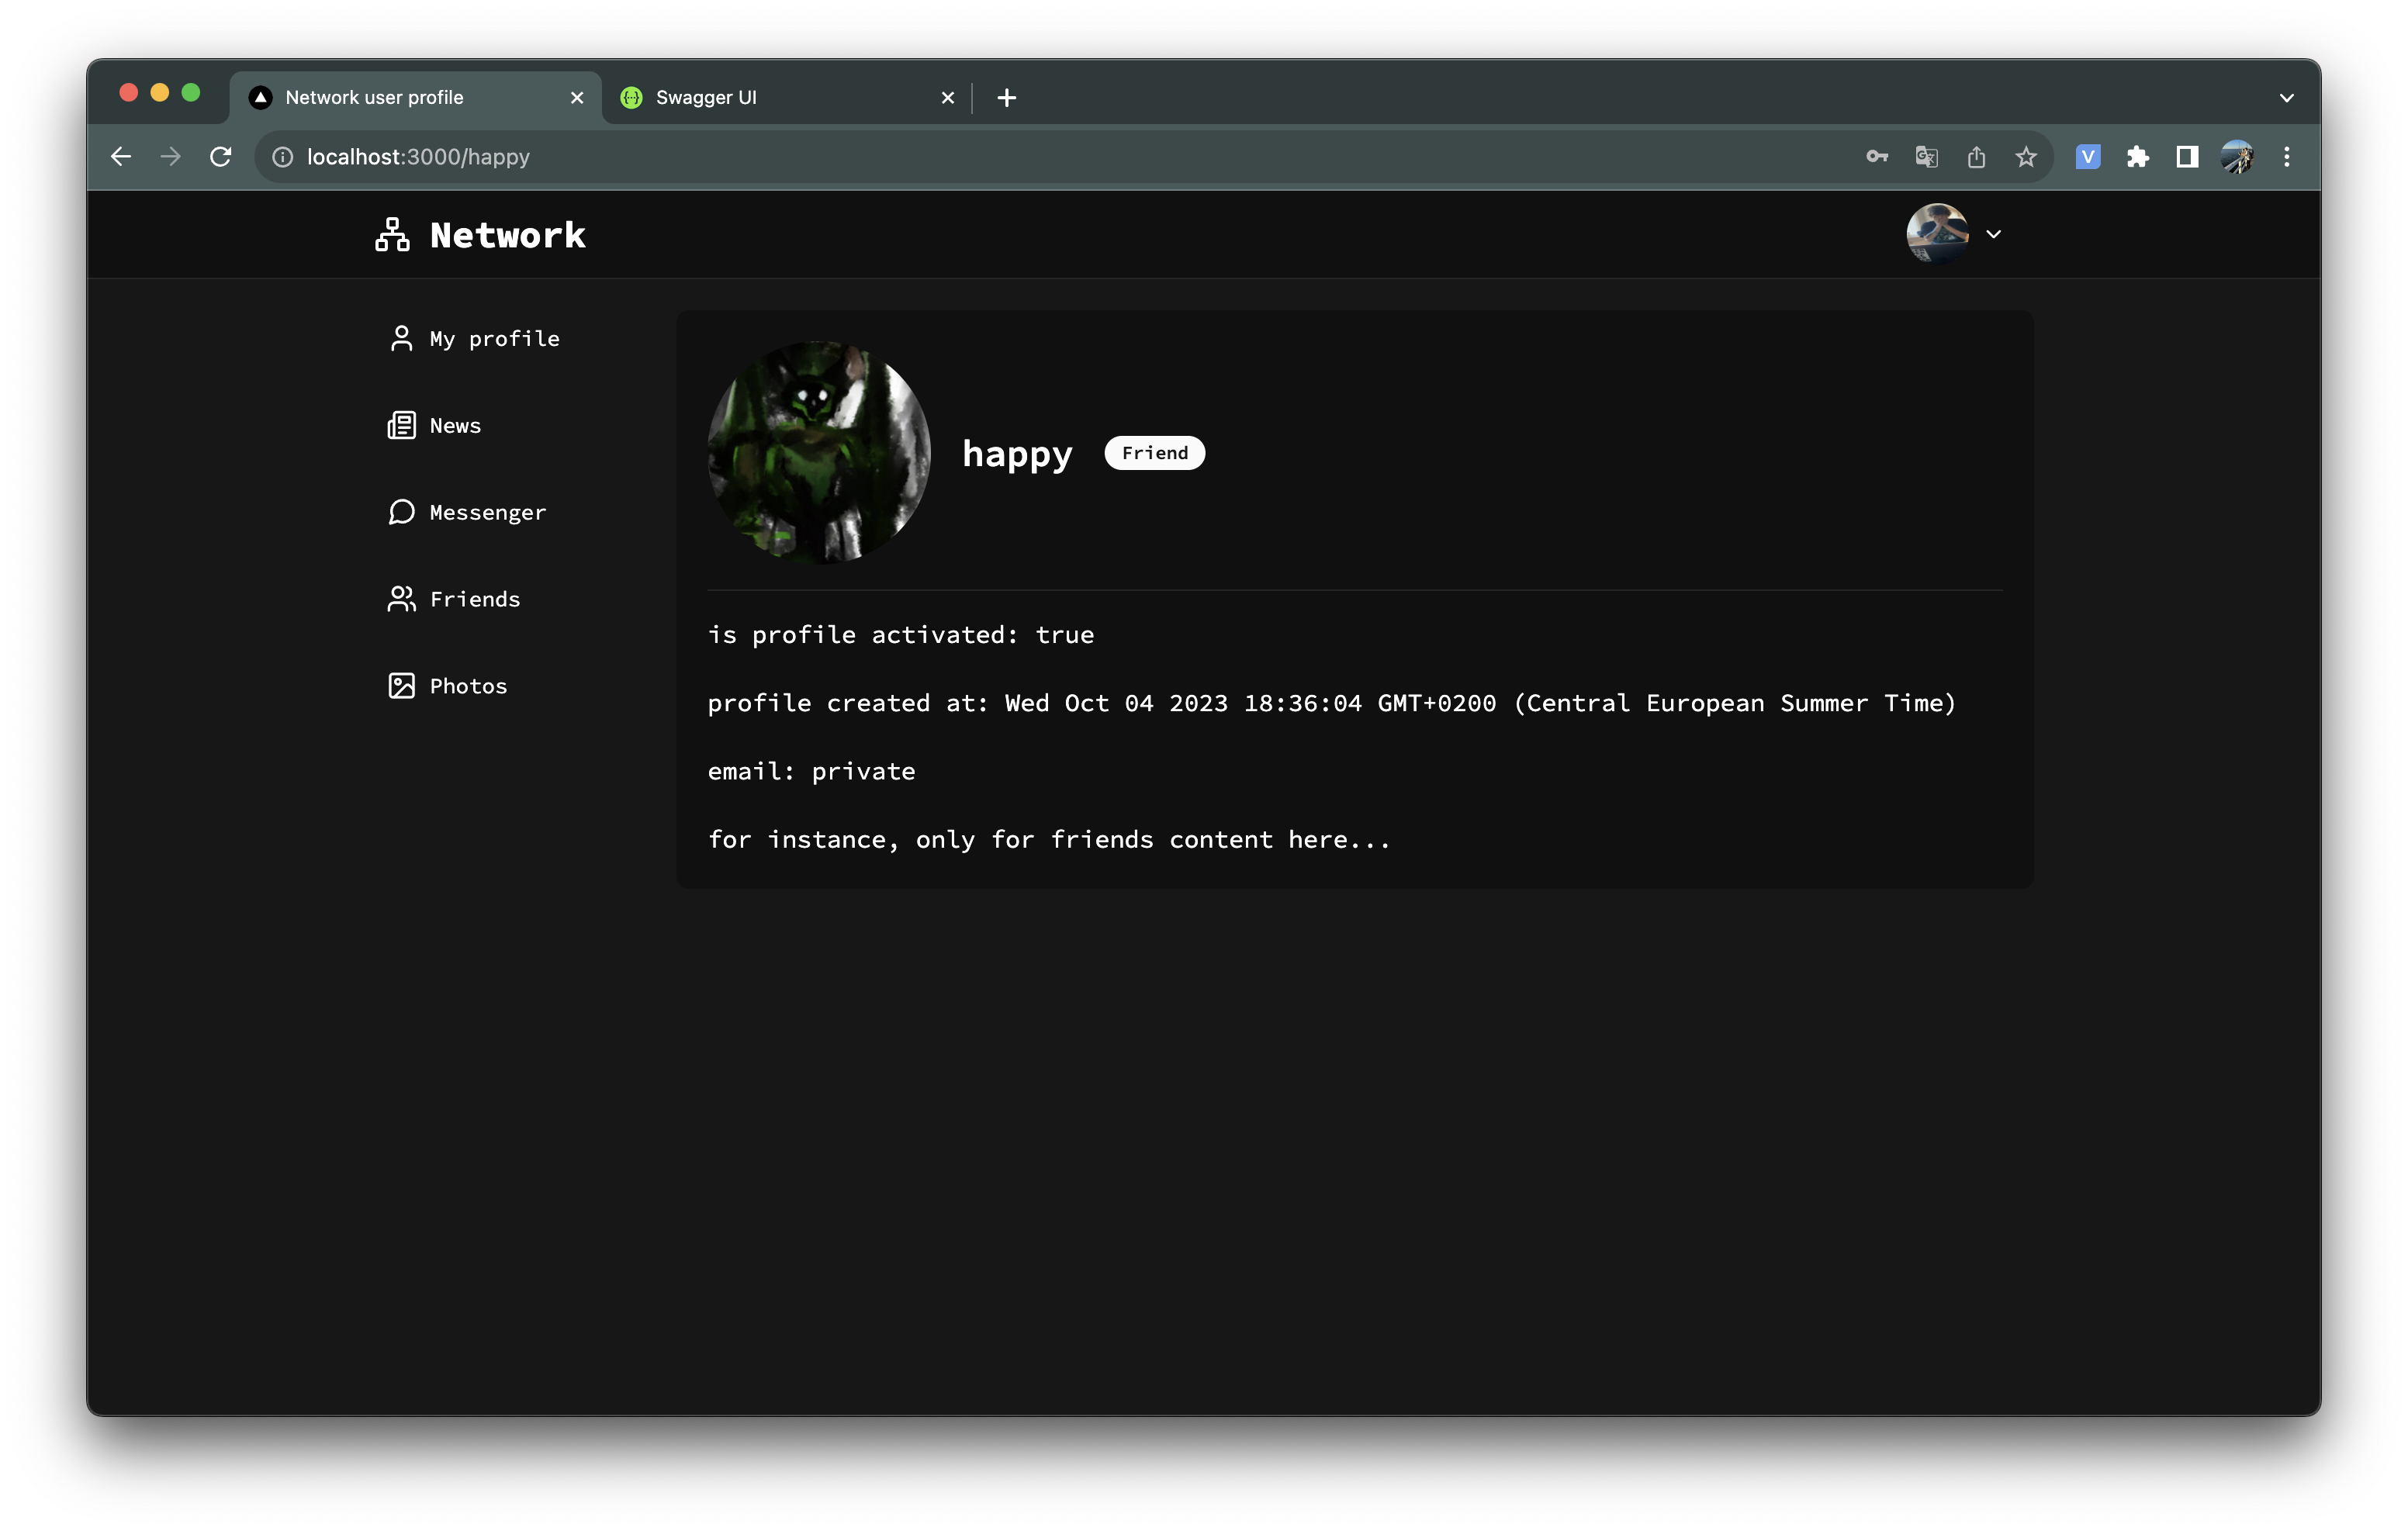 Network user profile
Swagger UI
localhost:3000/happy
V
Network
My profile
News
Messenger
Friends
Photos
happy
Friend
is profile activated: true
profile created at: Wed Oct 04 2023 18:36:04 GMT+0200 (Central European Summer Time)
email: private
for instance, only for friends content here...